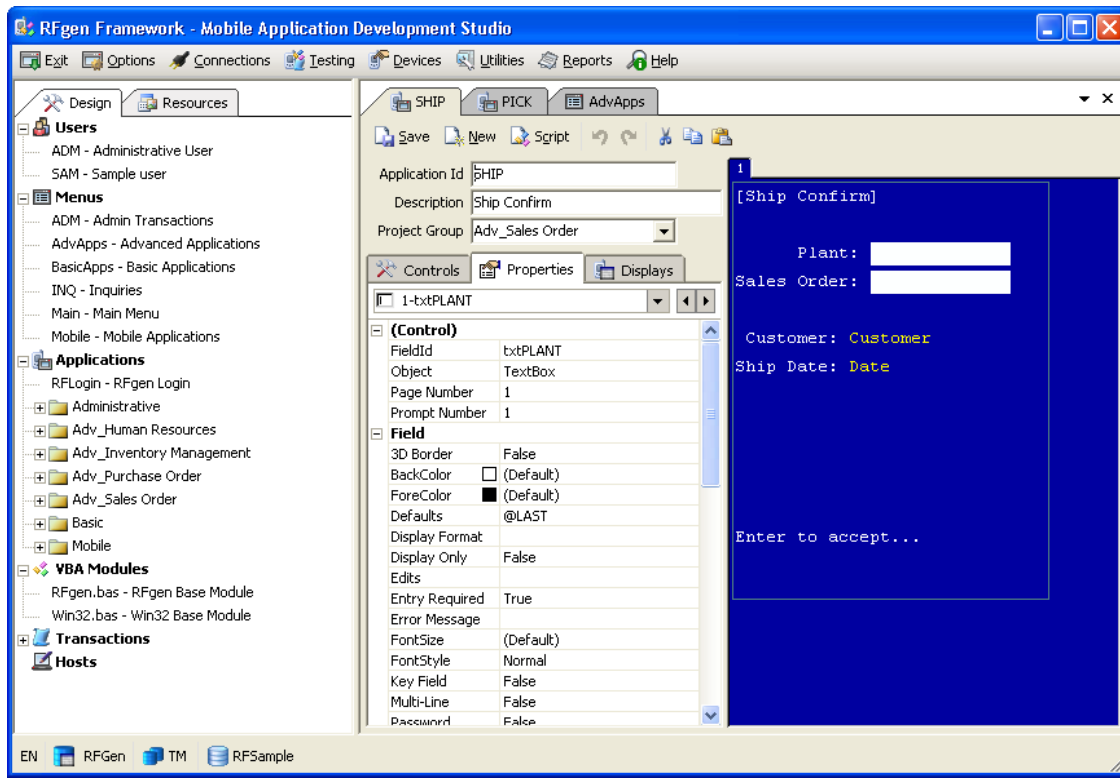 RFgen Framework - Mobile Application Development Studio
Exit Options Connections Testing Devices Utilities Reports Help
Design Resources
Users
ADM - Administrative User
SAM - Sample user
Menus
ADM - Admin Transactions
AdvApps - Advanced Applications
BasicApps - Basic Applications
INQ - Inquiries
Main - Main Menu
Mobile - Mobile Applications
Applications
RFLogin - RFgen Login
Administrative
Adv_Human Resources
Adv_Inventory Management
Adv_Purchase Order
Adv_Sales Order
Basic
Mobile
VBA Modules
RFgen.bas - RFgen Base Module
Win32.bas - Win32 Base Module
Transactions
Hosts
SHIP PICK AdvApps
Save New Script
Application Id SHIP
Description Ship Confirm
Project Group Adv_Sales Order
Controls Properties Displays
1-txtPLANT
(Control)
FieldId txtPLANT
Object TextBox
Page Number 1
Prompt Number 1
Field
3D Border False
BackColor (Default)
ForeColor (Default)
Defaults @LAST
Display Format
Display Only False
Edits
Entry Required True
Error Message
FontSize (Default)
FontStyle Normal
Key Field False
Multi-Line False
Password False
1
[Ship Confirm]
Plant:
Sales Order:
Customer: Customer
Ship Date: Date
Enter to accept...
EN RFGen TM RFSample